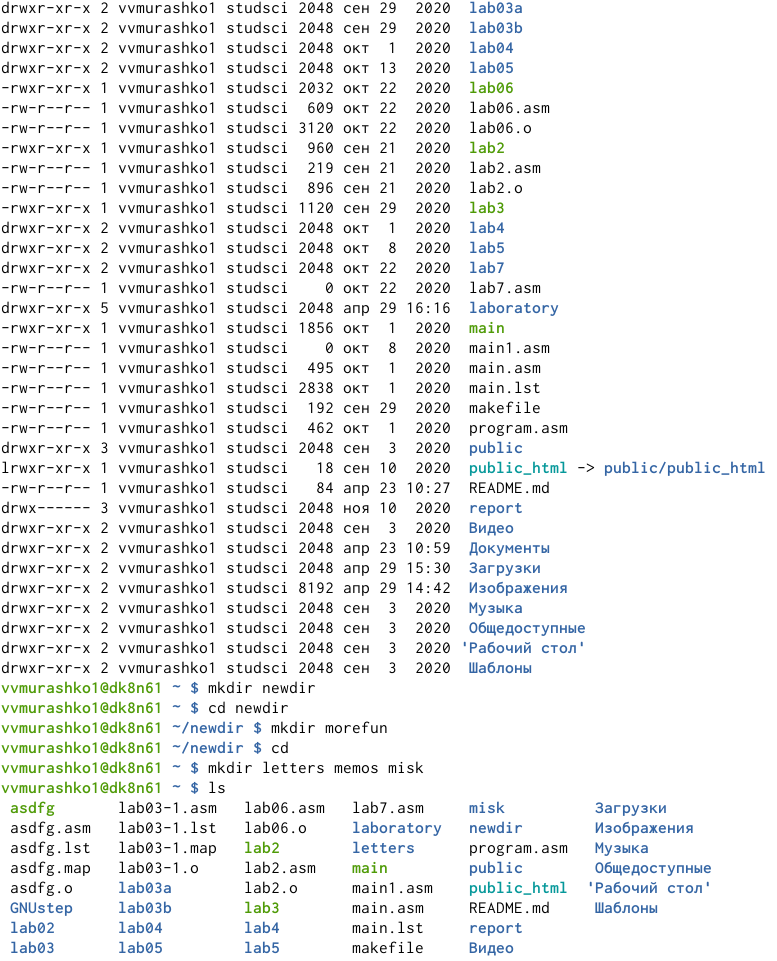 drwxr-xr-x 2 vvmurashko1 studsci 2048 сен 29  2020  lab03a
drwxr-xr-x 2 vvmurashko1 studsci 2048 сен 29  2020  lab03b
drwxr-xr-x 2 vvmurashko1 studsci 2048 окт  1  2020  lab04
drwxr-xr-x 2 vvmurashko1 studsci 2048 окт 13  2020  lab05
-rwxr-xr-x 1 vvmurashko1 studsci 2032 окт 22  2020  lab06
-rw-r--r-- 1 vvmurashko1 studsci  609 окт 22  2020  lab06.asm
-rw-r--r-- 1 vvmurashko1 studsci 3120 окт 22  2020  lab06.o
-rwxr-xr-x 1 vvmurashko1 studsci  960 сен 21  2020  lab2
-rw-r--r-- 1 vvmurashko1 studsci  219 сен 21  2020  lab2.asm
-rw-r--r-- 1 vvmurashko1 studsci  896 сен 21  2020  lab2.o
-rwxr-xr-x 1 vvmurashko1 studsci 1120 сен 29  2020  lab3
drwxr-xr-x 2 vvmurashko1 studsci 2048 окт  1  2020  lab4
drwxr-xr-x 2 vvmurashko1 studsci 2048 окт  8  2020  lab5
drwxr-xr-x 2 vvmurashko1 studsci 2048 окт 22  2020  lab7
-rw-r--r-- 1 vvmurashko1 studsci    0 окт 22  2020  lab7.asm
drwxr-xr-x 5 vvmurashko1 studsci 2048 апр 29 16:16  laboratory
-rwxr-xr-x 1 vvmurashko1 studsci 1856 окт  1  2020  main
-rw-r--r-- 1 vvmurashko1 studsci    0 окт  8  2020  main1.asm
-rw-r--r-- 1 vvmurashko1 studsci  495 окт  1  2020  main.asm
-rw-r--r-- 1 vvmurashko1 studsci 2838 окт  1  2020  main.lst
-rw-r--r-- 1 vvmurashko1 studsci  192 сен 29  2020  makefile
-rw-r--r-- 1 vvmurashko1 studsci  462 окт  1  2020  program.asm
drwxr-xr-x 3 vvmurashko1 studsci 2048 сен  3  2020  public
lrwxr-xr-x 1 vvmurashko1 studsci   18 сен 10  2020  public_html -> public/public_html
-rw-r--r-- 1 vvmurashko1 studsci   84 апр 23 10:27  README.md
drwx------ 3 vvmurashko1 studsci 2048 ноя 10  2020  report
drwxr-xr-x 2 vvmurashko1 studsci 2048 сен  3  2020  Видео
drwxr-xr-x 2 vvmurashko1 studsci 2048 апр 23 10:59  Документы
drwxr-xr-x 2 vvmurashko1 studsci 2048 апр 29 15:30  Загрузки
drwxr-xr-x 2 vvmurashko1 studsci 8192 апр 29 14:42  Изображения
drwxr-xr-x 2 vvmurashko1 studsci 2048 сен  3  2020  Музыка
drwxr-xr-x 2 vvmurashko1 studsci 2048 сен  3  2020  Общедоступные
drwxr-xr-x 2 vvmurashko1 studsci 2048 сен  3  2020 'Рабочий стол'
drwxr-xr-x 2 vvmurashko1 studsci 2048 сен  3  2020  Шаблоны
vvmurashko1@dk8n61 ~ $ mkdir newdir
vvmurashko1@dk8n61 ~ $ cd newdir
vvmurashko1@dk8n61 ~/newdir $ mkdir morefun
vvmurashko1@dk8n61 ~/newdir $ cd
vvmurashko1@dk8n61 ~ $ mkdir letters memos misk
vvmurashko1@dk8n61 ~ $ ls
asdfg       lab03-1.asm   lab06.asm   lab7.asm     misk          Загрузки
asdfg.asm   lab03-1.lst   lab06.o     laboratory   newdir        Изображения
asdfg.lst   lab03-1.map   lab2        letters      program.asm   Музыка
asdfg.map   lab03-1.o     lab2.asm    main         public        Общедоступные
asdfg.o     lab03a        lab2.o      main1.asm    public_html  'Рабочий стол'
GNUstep     lab03b        lab3        main.asm     README.md     Шаблоны
lab02       lab04         lab4        main.lst     report
lab03       lab05         lab5        makefile     Видео